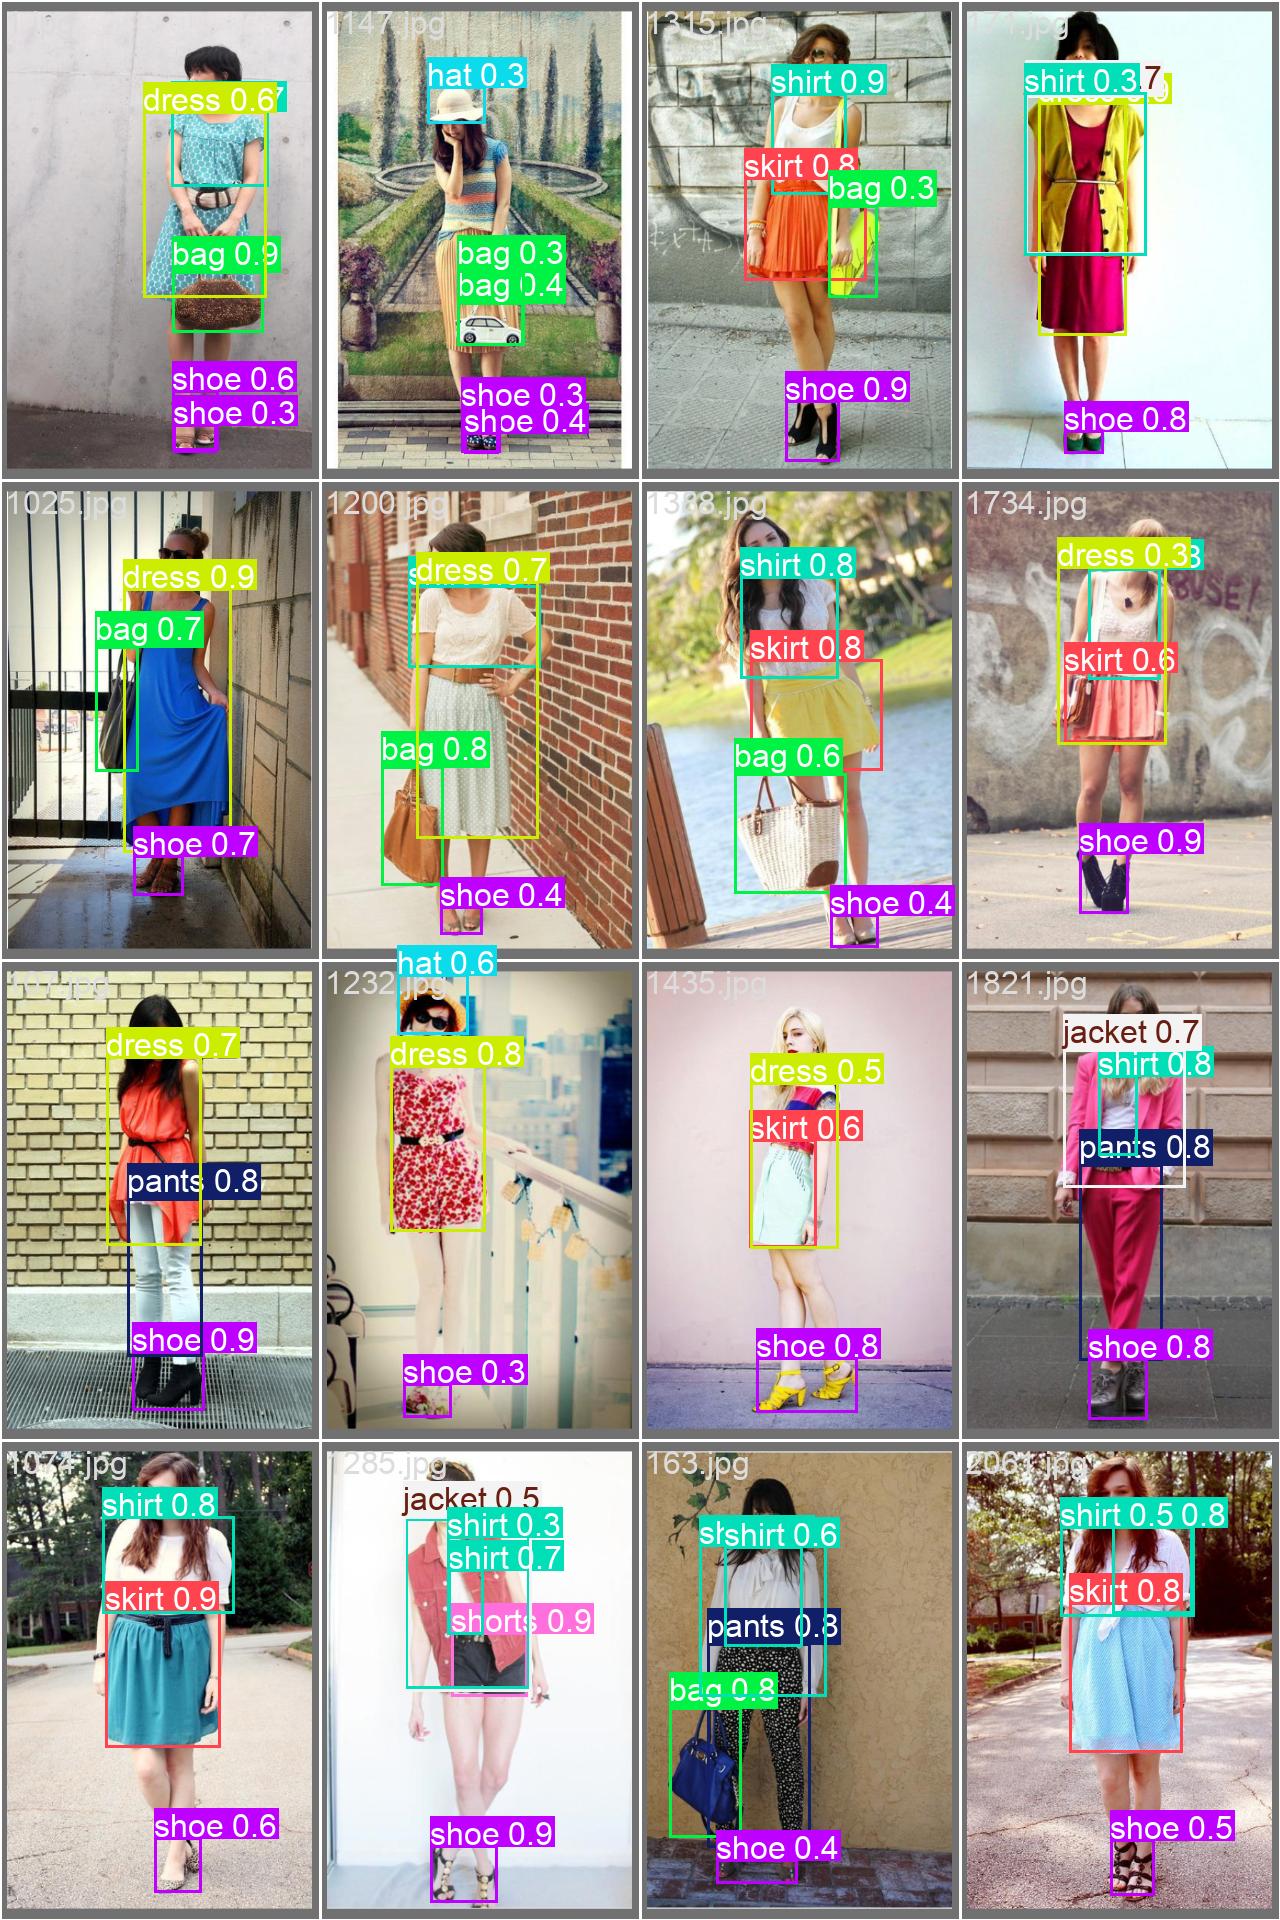 1147.jpg
1315.jpg
171.jpg
hat 0.3
shirt 0.9
shirt 0.3
dress 0.6
skirt 0.8
bag 0.3
bag 0.9
bag 0.3
bag 0.4
shoe 0.6
shoe 0.3
shoe 0.3
shoe 0.4
shoe 0.9
shoe 0.8
1025.jpg
1200.jpg
1388.jpg
1734.jpg
dress 0.9
dress 0.7
shirt 0.8
dress 0.3
BUSE!
bag 0.7
skirt 0.8
skirt 0.6
bag 0.8
bag 0.6
shoe 0.7
shoe 0.4
shoe 0.4
shoe 0.9
107.jpg
hat 0.6
1232.jpg
1435.jpg
1821.jpg
dress 0.7
dress 0.8
dress 0.5
jacket 0.7
shirt 0.8
skirt 0.6
pants 0.8
pants 0.8
shoe 0.9
shoe 0.3
shoe 0.8
shoe 0.8
1074.jpg
1285.jpg
163.jpg
2061.jpg
shirt 0.8
jacket 0.5
shirt 0.3
shirt 0.7
shirt 0.6
shirt 0.5 0.8
skirt 0.9
shorts 0.9
pants 0.8
skirt 0.8
bag 0.8
shoe 0.6
shoe 0.9
shoe 0.4
shoe 0.5